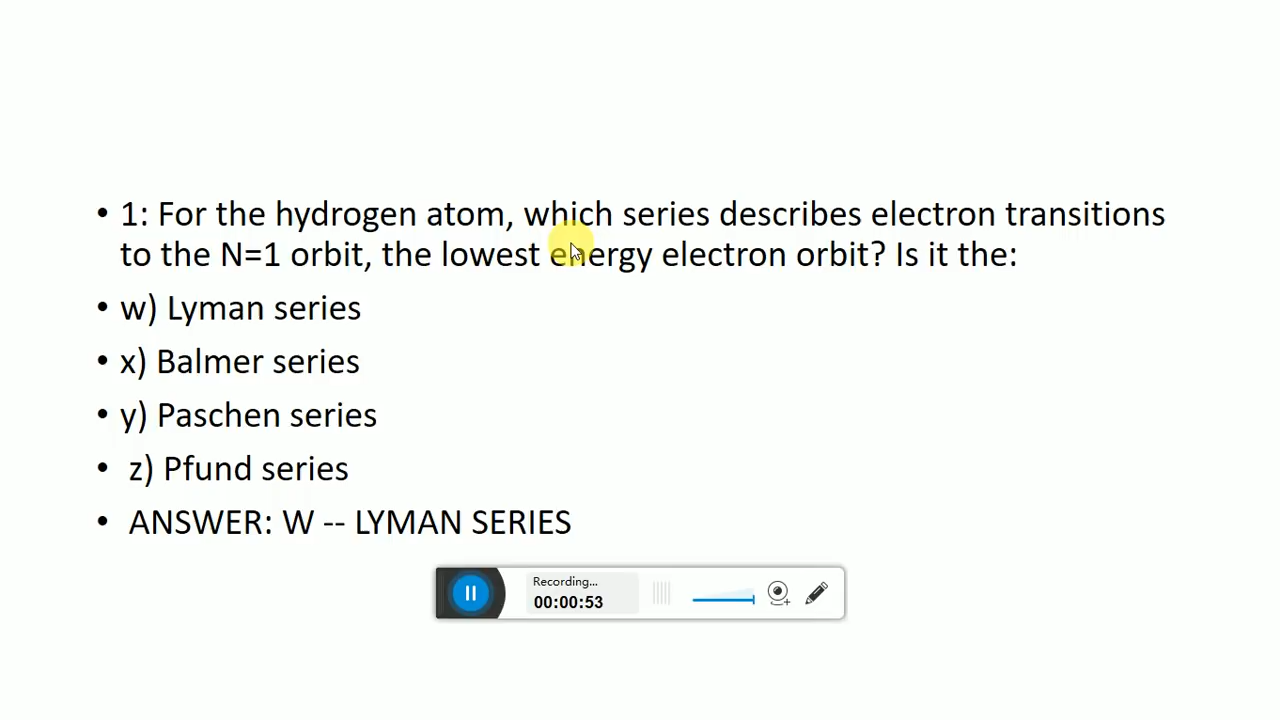 • 1: For the hydrogen atom, which series describes electron transitions
to the N=1 orbit, the lowest energy electron orbit? Is it the:
• w) Lyman series
• x) Balmer series
• y) Paschen series
• z) Pfund series
• ANSWER: W -- LYMAN SERIES
Recording...
00:00:53